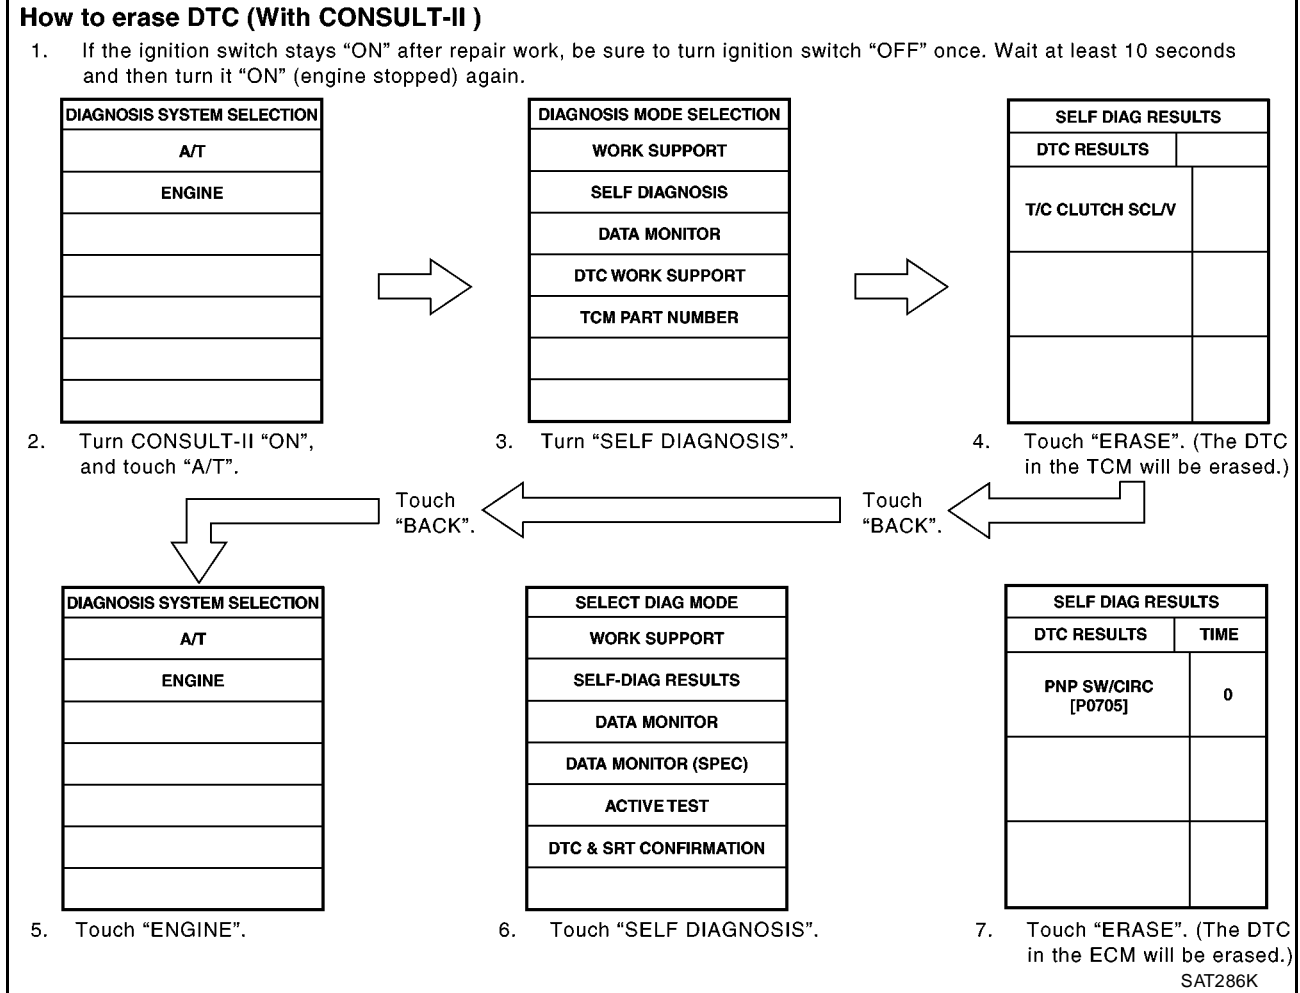 How to erase DTC (With CONSULT-II )
1. If the ignition switch stays “ON” after repair work, be sure to turn ignition switch “OFF” once. Wait at least 10 seconds
and then turn it “ON” (engine stopped) again.
DIAGNOSIS SYSTEM SELECTION
A/T
ENGINE
DIAGNOSIS MODE SELECTION
WORK SUPPORT
SELF DIAGNOSIS
DATA MONITOR
DTC WORK SUPPORT
TCM PART NUMBER
SELF DIAG RESULTS
DTC RESULTS
T/C CLUTCH SCL/V
2. Turn CONSULT-II “ON”,
and touch “A/T”.
3. Turn “SELF DIAGNOSIS”.
4. Touch “ERASE”. (The DTC
in the TCM will be erased.)
Touch
“BACK”.
Touch
“BACK”.
DIAGNOSIS SYSTEM SELECTION
A/T
ENGINE
SELECT DIAG MODE
WORK SUPPORT
SELF-DIAG RESULTS
DATA MONITOR
DATA MONITOR (SPEC)
ACTIVE TEST
DTC & SRT CONFIRMATION
SELF DIAG RESULTS
DTC RESULTS TIME
PNP SW/CIRC
[P0705]
0
5. Touch “ENGINE”.
6. Touch “SELF DIAGNOSIS”.
7. Touch “ERASE”. (The DTC
in the ECM will be erased.)
SAT286K